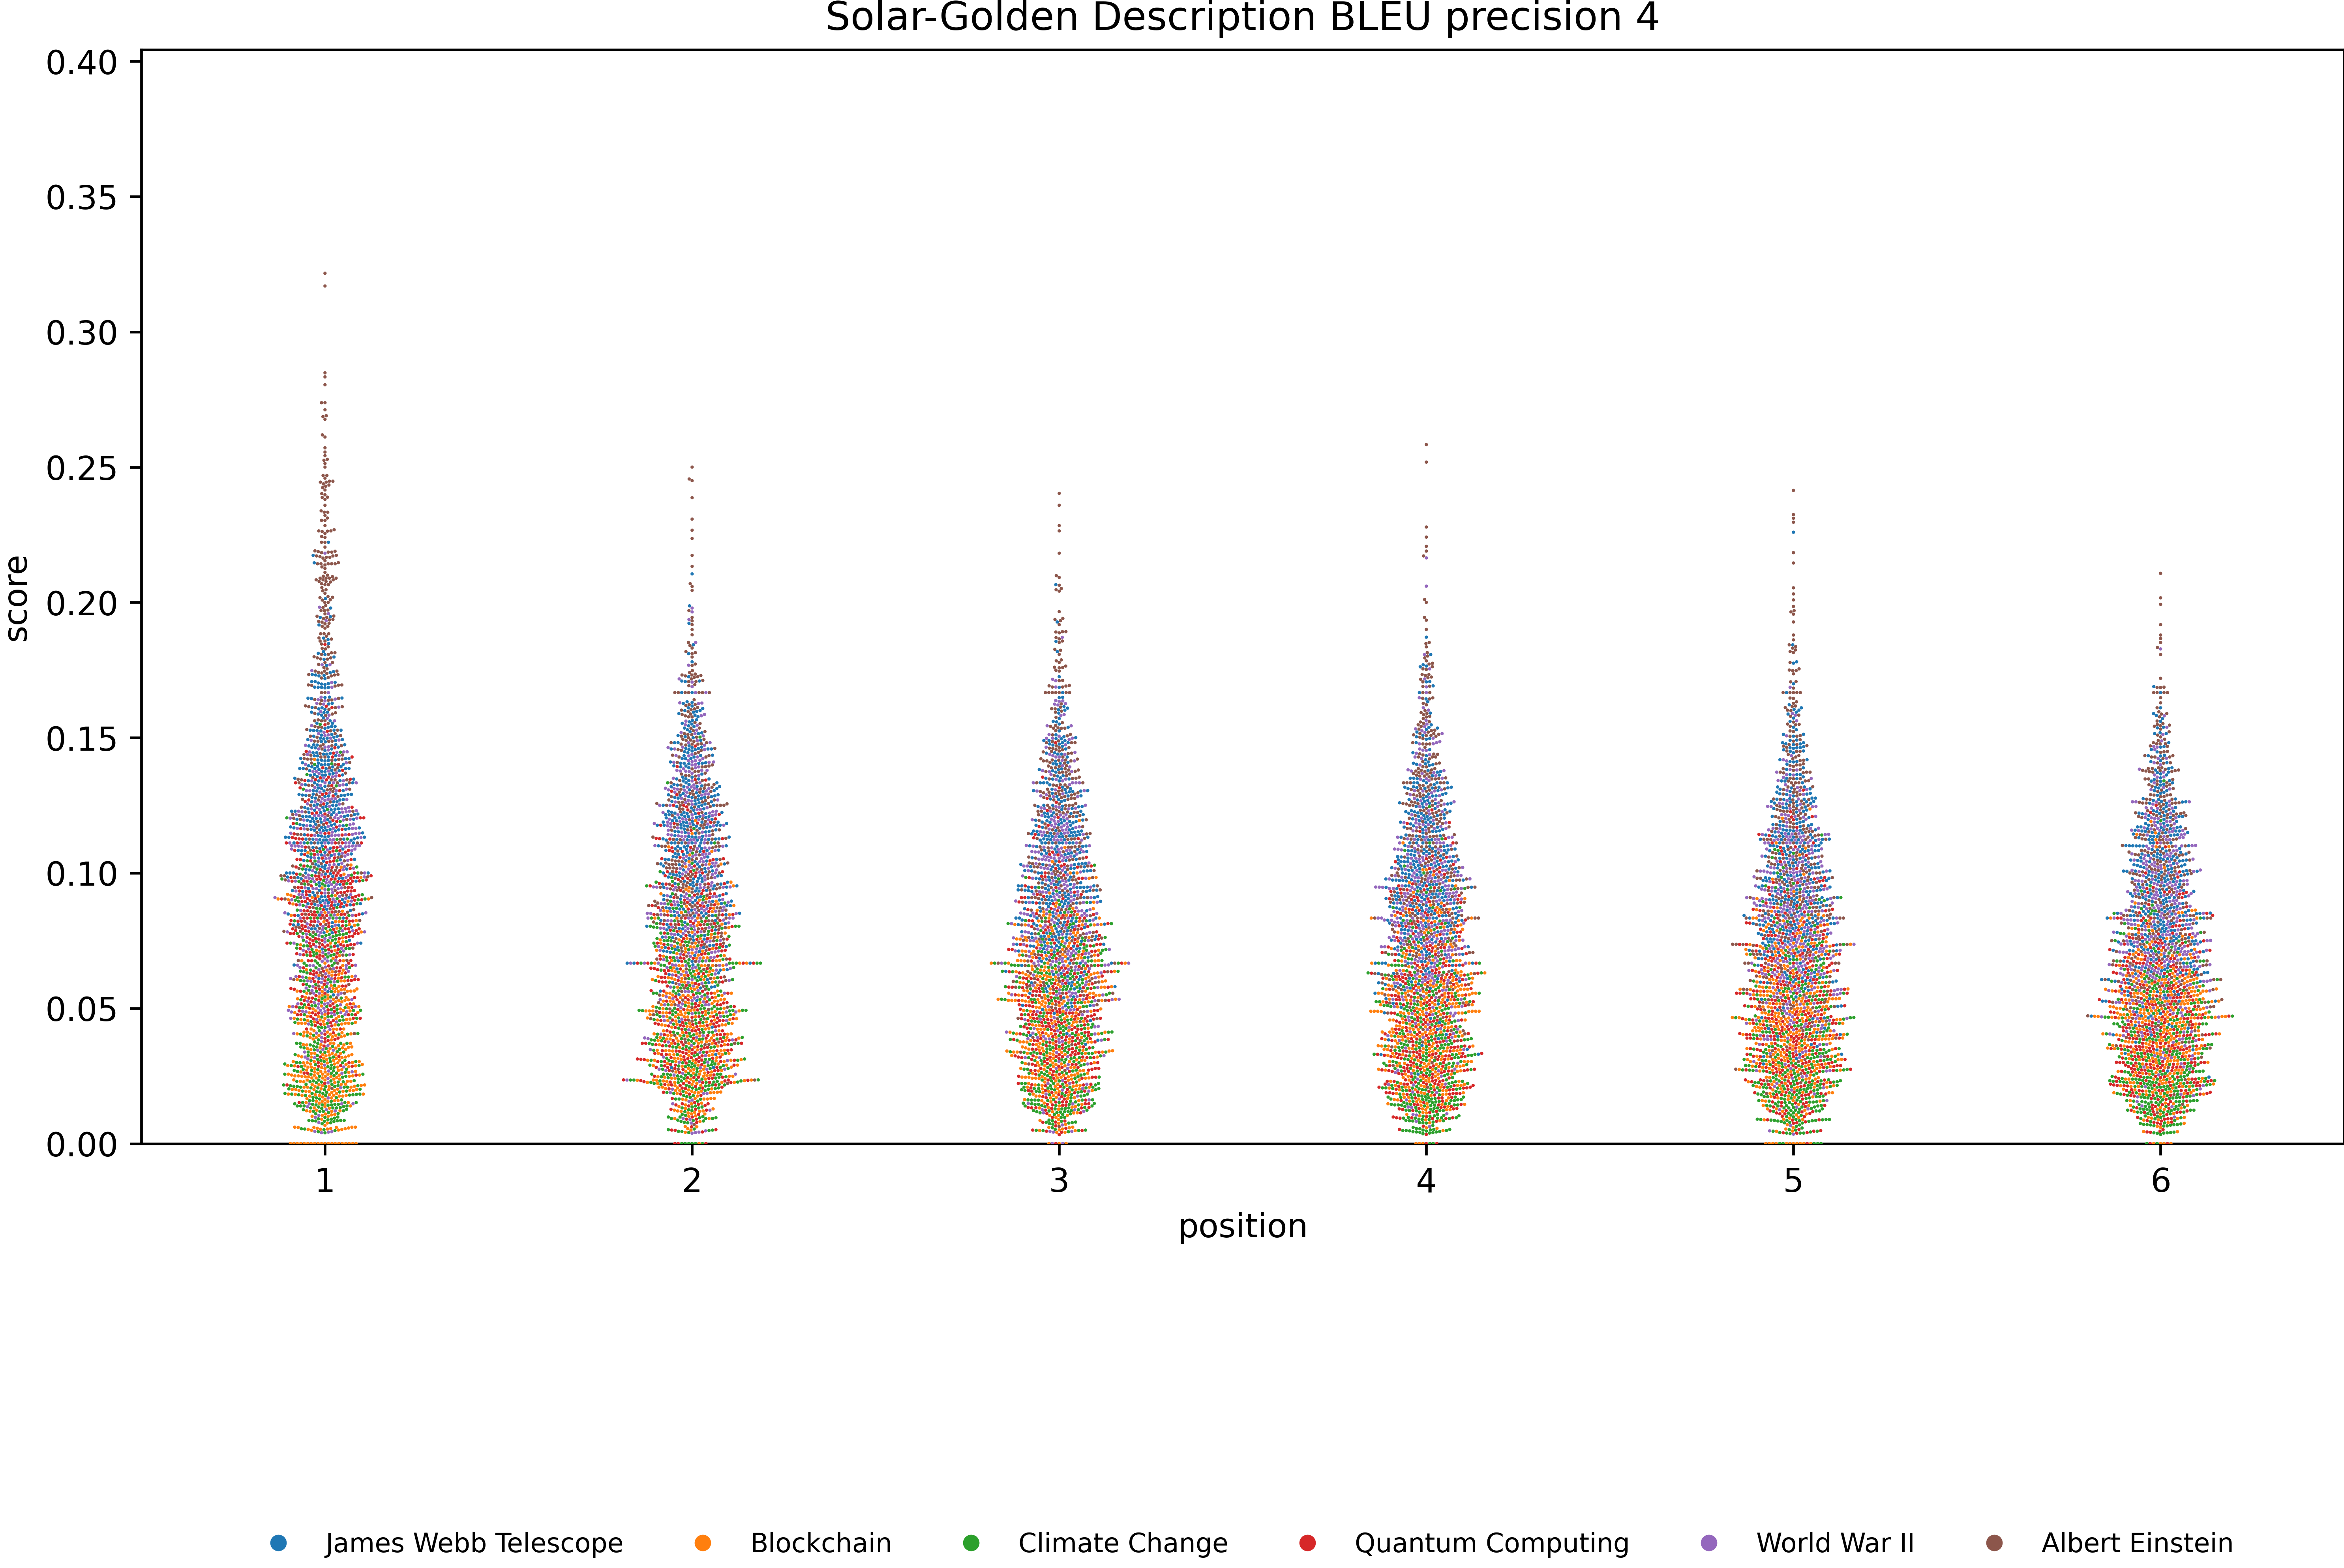 Solar-Golden Description BLEU precision 4
0.40
0.35
0.30
0.25
0.20
0.15
0.10
0.05
0.00
score
1 2 3 4 5 6
position
James Webb Telescope Blockchain Climate Change Quantum Computing World War II Albert Einstein